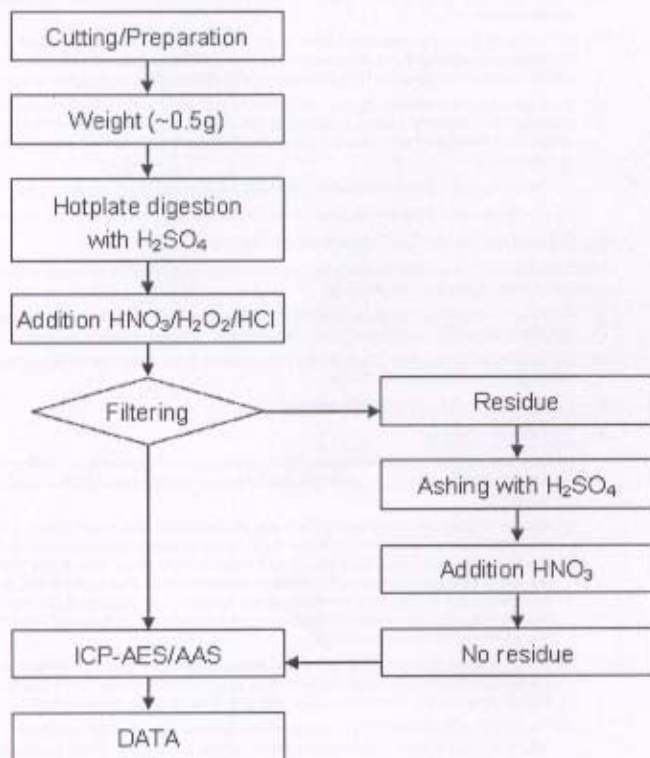 Cutting/Preparation
Weight (~0.5g)
Hotplate digestion
with H₂SO₄
Addition HNO₃/H₂O₂/HCl
Filtering
Residue
Ashing with H₂SO₄
Addition HNO₃
No residue
ICP-AES/AAS
DATA